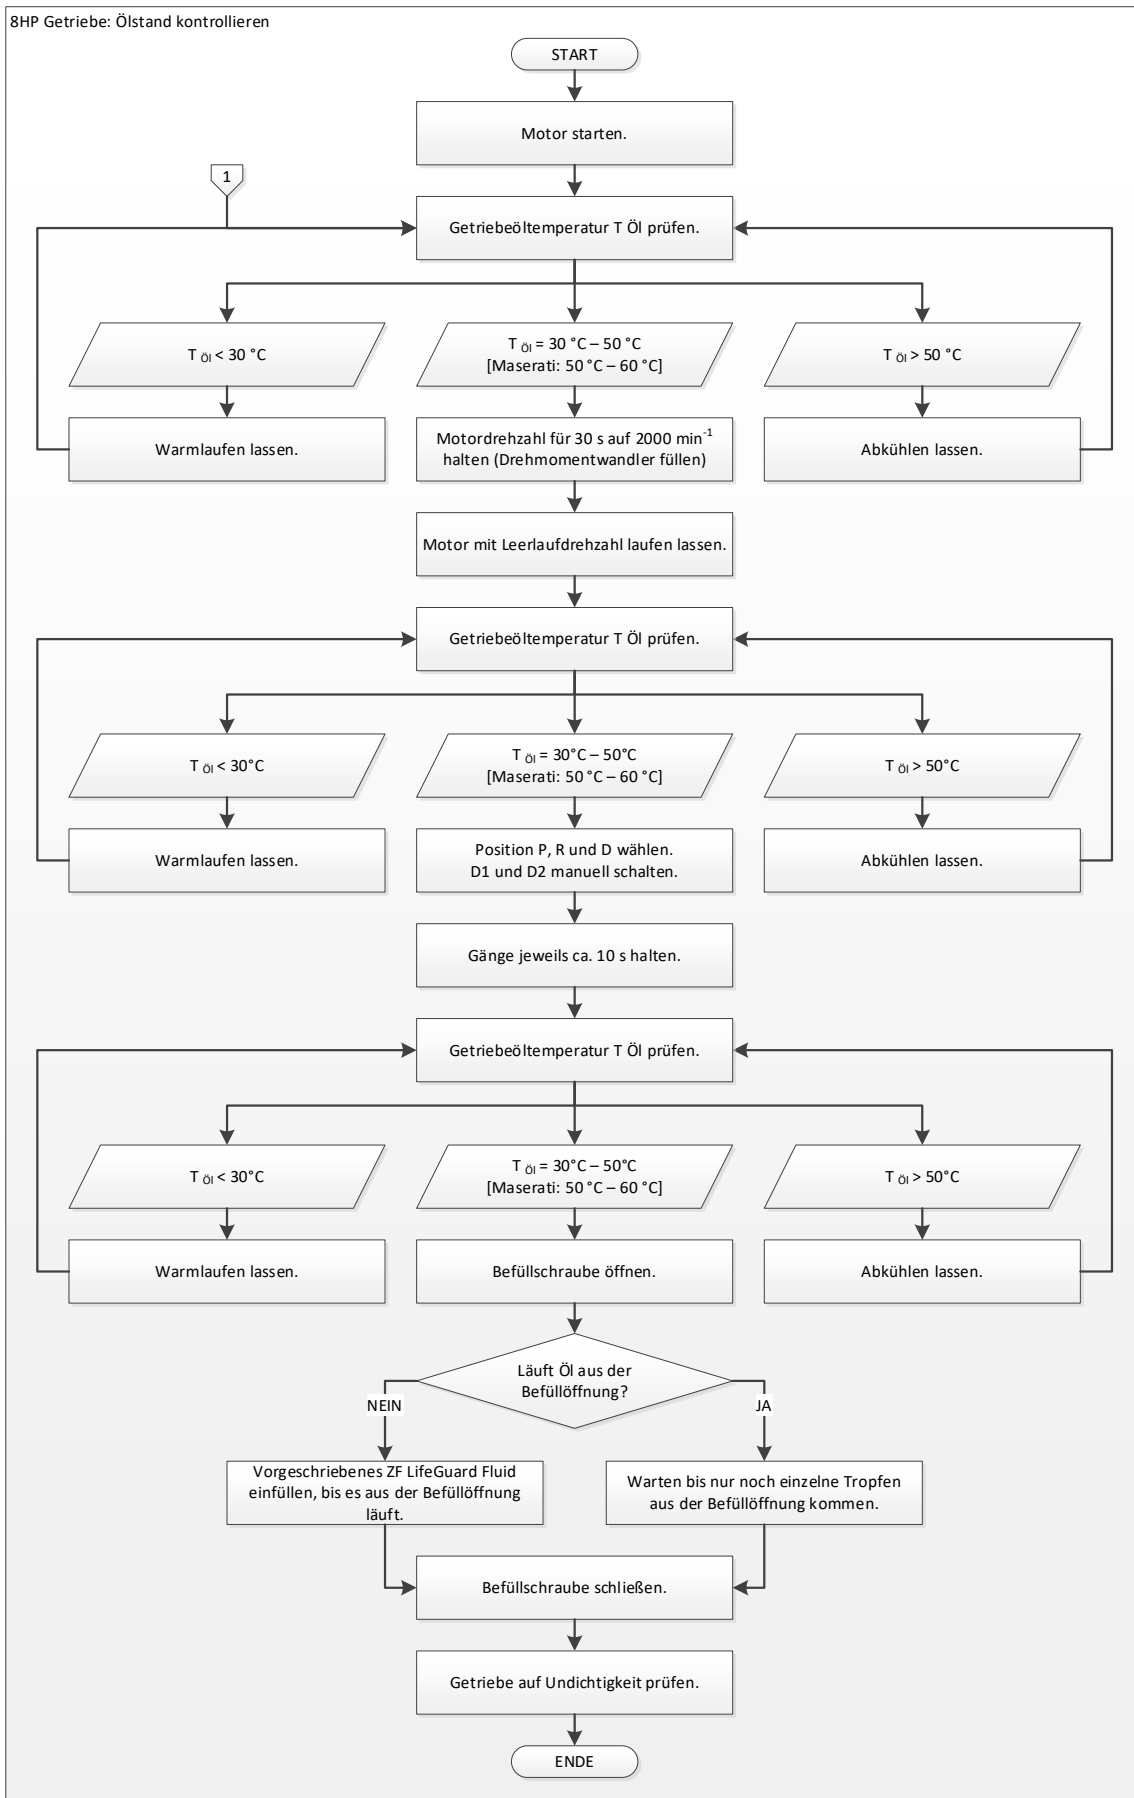 8HP Getriebe: Ölstand kontrollieren
START
Motor starten.
1
Getriebeöltemperatur T Öl prüfen.
T Öl < 30 °C
T Öl = 30 °C – 50 °C
[Maserati: 50 °C – 60 °C]
T Öl > 50 °C
Warmlaufen lassen.
Motordrehzahl für 30 s auf 2000 min⁻¹
halten (Drehmomentwandler füllen)
Abkühlen lassen.
Motor mit Leerlaufdrehzahl laufen lassen.
Getriebeöltemperatur T Öl prüfen.
T Öl < 30°C
T Öl = 30°C – 50°C
[Maserati: 50 °C – 60 °C]
T Öl > 50°C
Warmlaufen lassen.
Position P, R und D wählen.
D1 und D2 manuell schalten.
Abkühlen lassen.
Gänge jeweils ca. 10 s halten.
Getriebeöltemperatur T Öl prüfen.
T Öl < 30°C
T Öl = 30°C – 50°C
[Maserati: 50 °C – 60 °C]
T Öl > 50°C
Warmlaufen lassen.
Befüllschraube öffnen.
Abkühlen lassen.
Läuft Öl aus der
Befüllöffnung?
NEIN
JA
Vorgeschriebenes ZF LifeGuard Fluid
einfüllen, bis es aus der Befüllöffnung
läuft.
Warten bis nur noch einzelne Tropfen
aus der Befüllöffnung kommen.
Befüllschraube schließen.
Getriebe auf Undichtigkeit prüfen.
ENDE